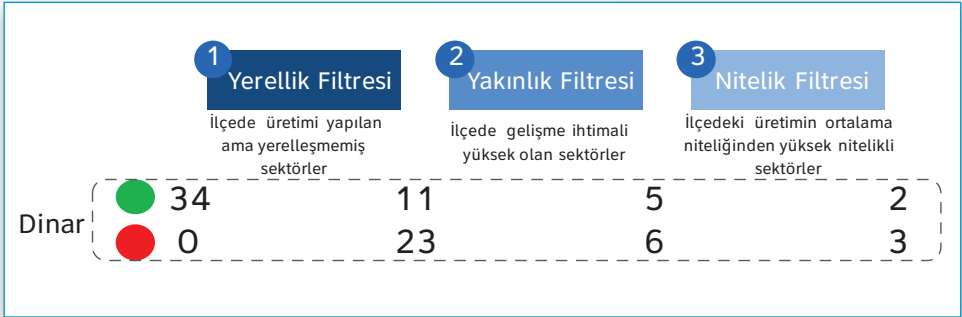 1
Yerellik Filtresi
İlçede üretimi yapılan
ama yerelleşmemiş
sektörler
2
Yakınlık Filtresi
İlçede gelişme ihtimali
yüksek olan sektörler
3
Nitelik Filtresi
İlçedeki üretimin ortalama
niteliğinden yüksek nitelikli
sektörler
Dinar
34 11 5 2
0 23 6 3